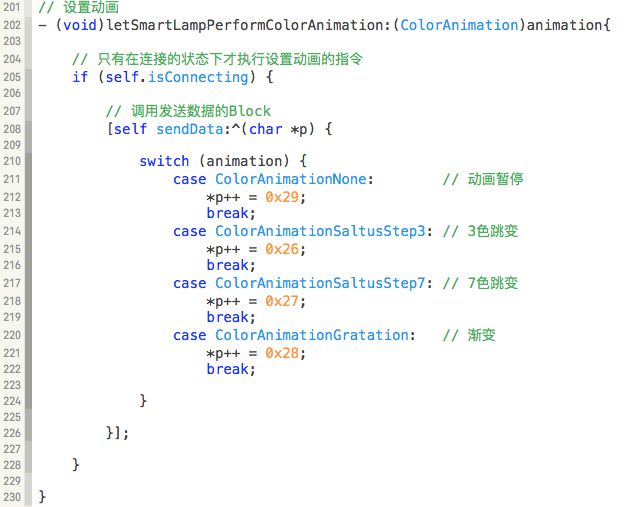 201 // 设置动画
202 - (void)letSmartLampPerformColorAnimation:(ColorAnimation)animation{
203
204     // 只有在连接的状态下才执行设置动画的指令
205     if (self.isConnecting) {
206
207         // 调用发送数据的Block
208         [self sendData:^(char *p) {
209
210             switch (animation) {
211                 case ColorAnimationNone:        // 动画暂停
212                     *p++ = 0x29;
213                     break;
214                 case ColorAnimationSaltusStep3: // 3色跳变
215                     *p++ = 0x26;
216                     break;
217                 case ColorAnimationSaltusStep7: // 7色跳变
218                     *p++ = 0x27;
219                     break;
220                 case ColorAnimationGratation:   // 渐变
221                     *p++ = 0x28;
222                     break;
223
224             }
225
226         }];
227
228     }
229
230 }